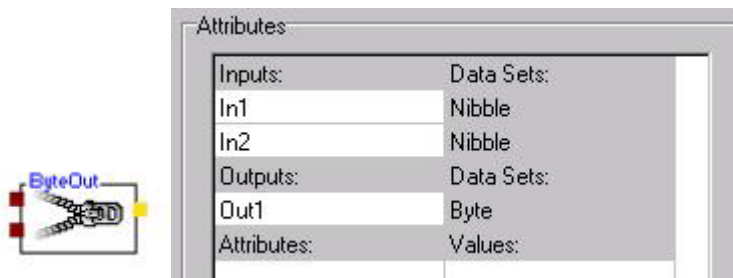 Attributes
Inputs: Data Sets:
In1 Nibble
In2 Nibble
ByteOut
Outputs: Data Sets:
Out1 Byte
Attributes: Values: